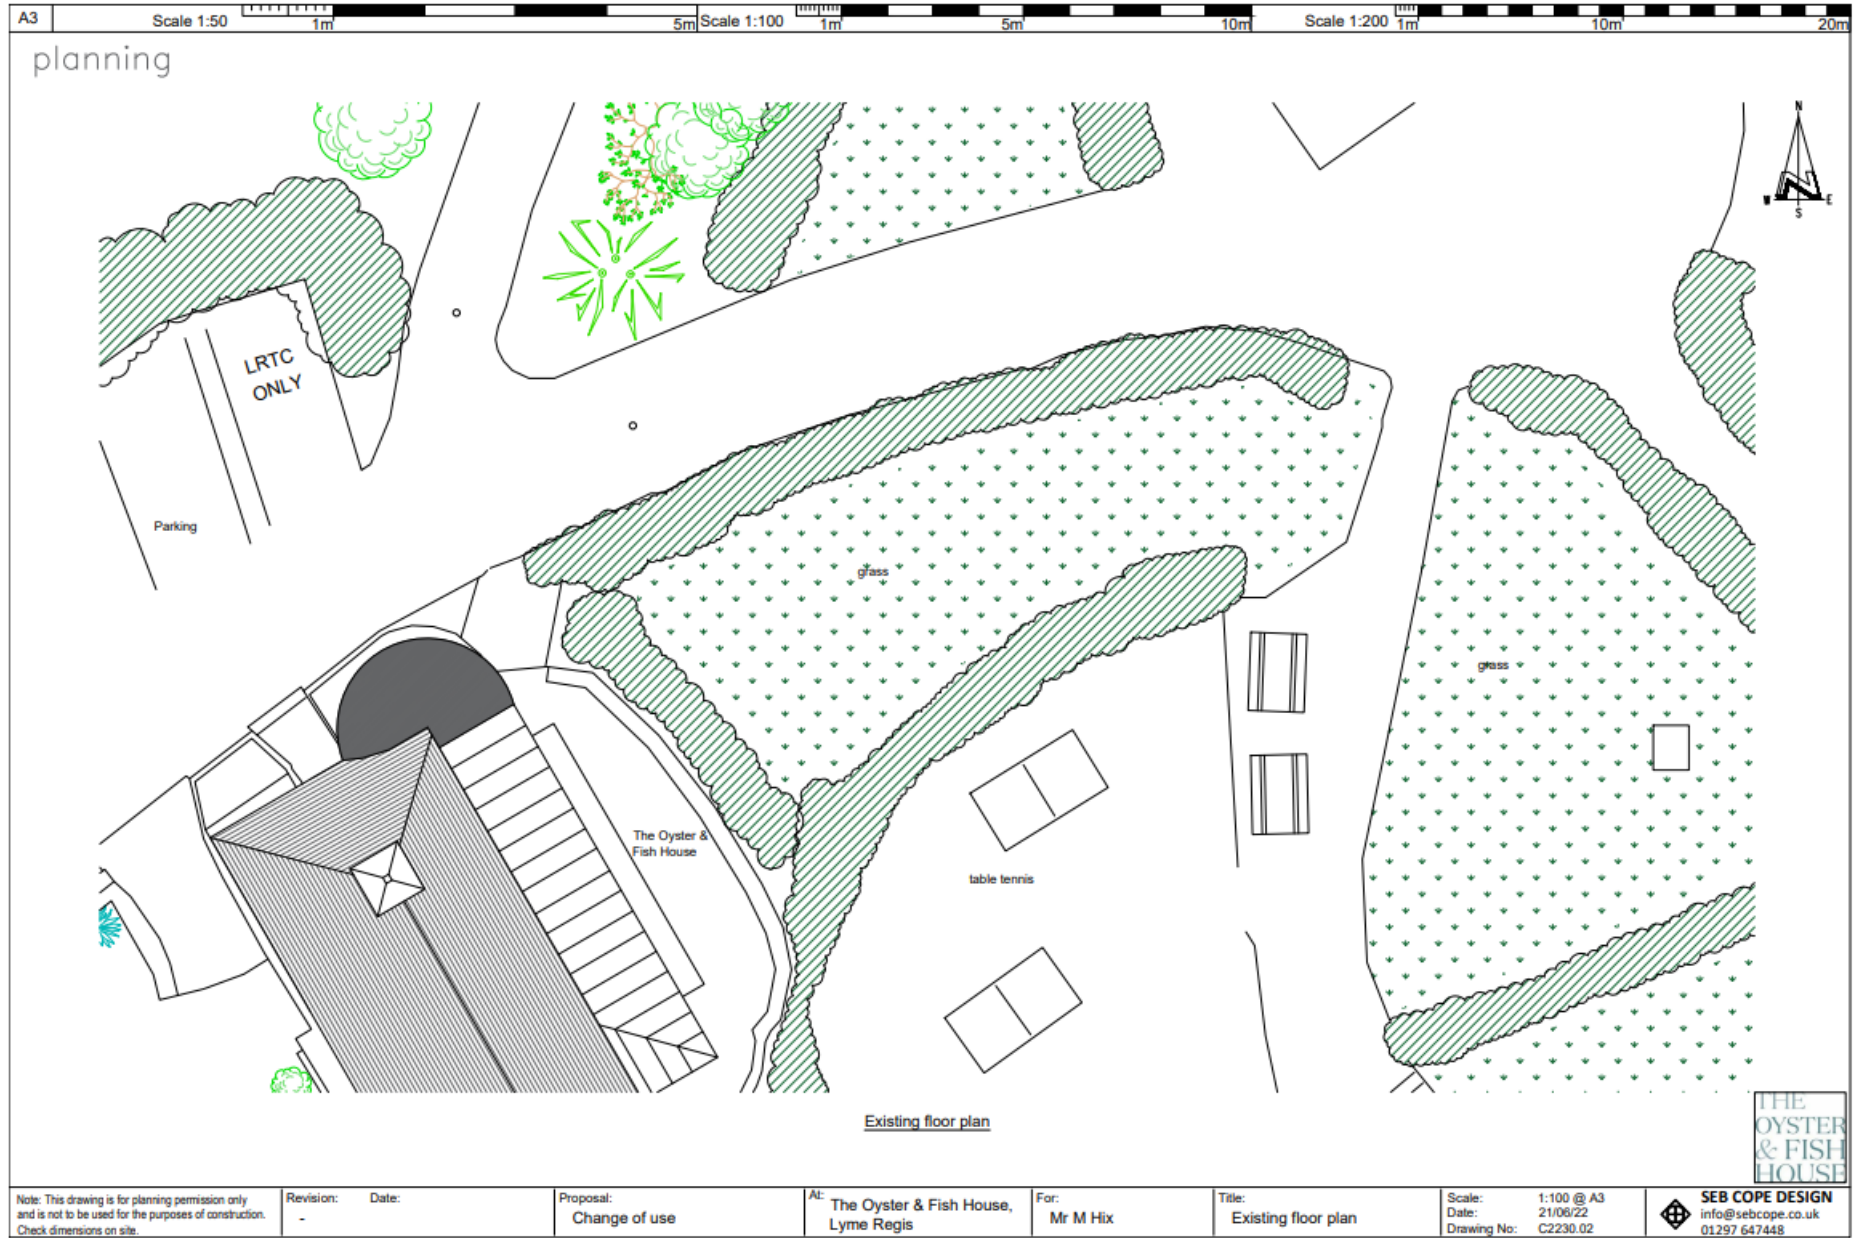 A3
Scale 1:50
1m
5m
Scale 1:100
1m
5m
10m
Scale 1:200
1m
10m
20m
planning
N
W
E
S
LRTC
ONLY
Parking
grass
grass
The Oyster &
Fish House
table tennis
Existing floor plan
THE
OYSTER
& FISH
HOUSE
Note: This drawing is for planning permission only
and is not to be used for the purposes of construction.
Check dimensions on site.
Revision:
Date:
-
Proposal:
Change of use
At:
The Oyster & Fish House,
Lyme Regis
For:
Mr M Hix
Title:
Existing floor plan
Scale: 1:100 @ A3
Date: 21/06/22
Drawing No: C2230.02
SEB COPE DESIGN
info@sebcope.co.uk
01297 647448